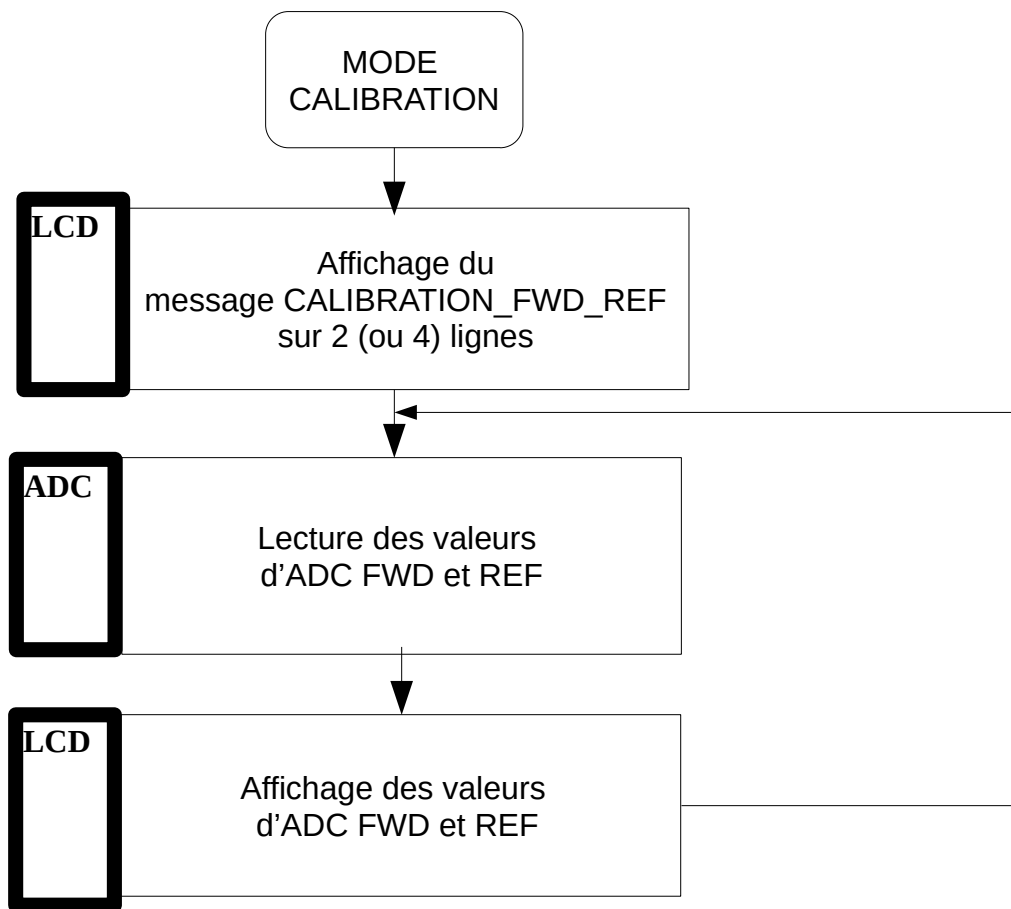 MODE
CALIBRATION
LCD
Affichage du
message CALIBRATION_FWD_REF
sur 2 (ou 4) lignes
ADC
Lecture des valeurs
d’ADC FWD et REF
LCD
Affichage des valeurs
d’ADC FWD et REF